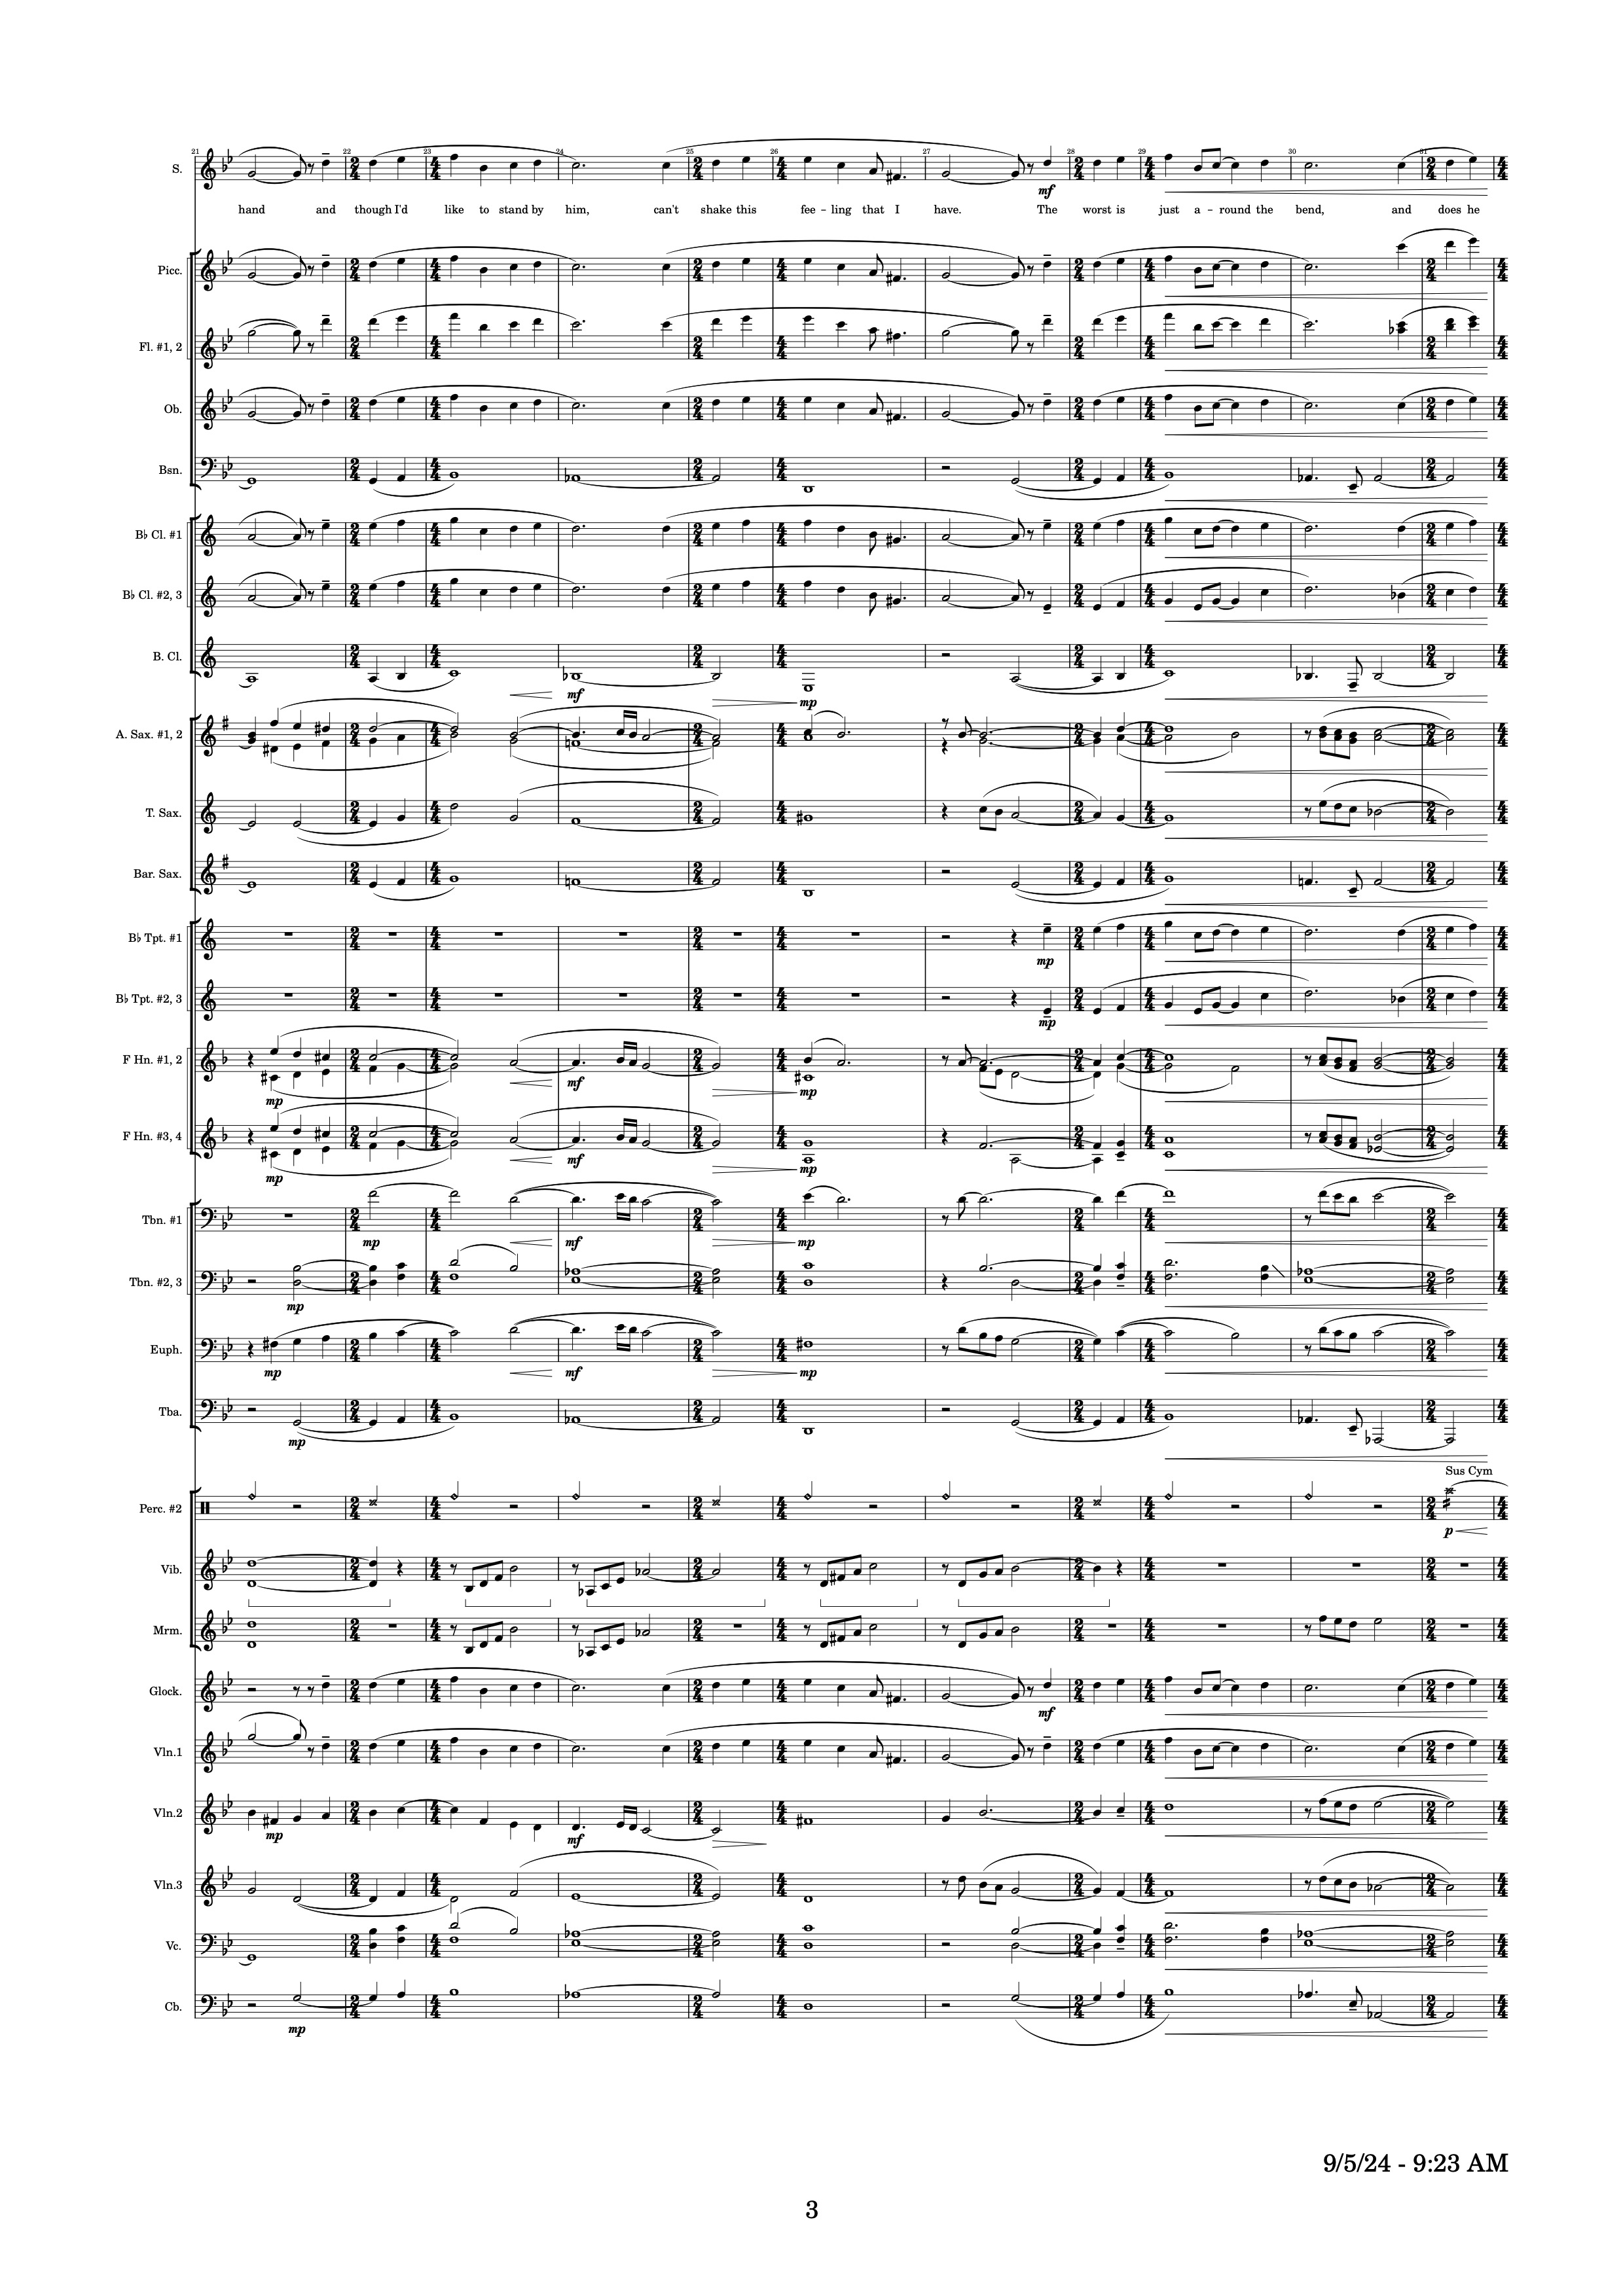 21 22 23 24 25 26 27 28 29 30 31
S.
mf
hand and though I'd like to stand by him, can't shake this fee – ling that I have. The worst is just a – round the bend, and does he
Picc.
Fl. #1, 2
Ob.
Bsn.
B♭ Cl. #1
B♭ Cl. #2, 3
B. Cl.
mf mp
A. Sax. #1, 2
T. Sax.
Bar. Sax.
B♭ Tpt. #1
mp
B♭ Tpt. #2, 3
mp
F Hn. #1, 2
mp mf mp
F Hn. #3, 4
mp mf mp
Tbn. #1
mp mf mp
Tbn. #2, 3
mp
Euph.
mp mf mp
Tba.
mp
Sus Cym
Perc. #2
p
Vib.
Mrm.
Glock.
mf
Vln.1
Vln.2
mp mf
Vln.3
Vc.
Cb.
mp
9/5/24 - 9:23 AM
3